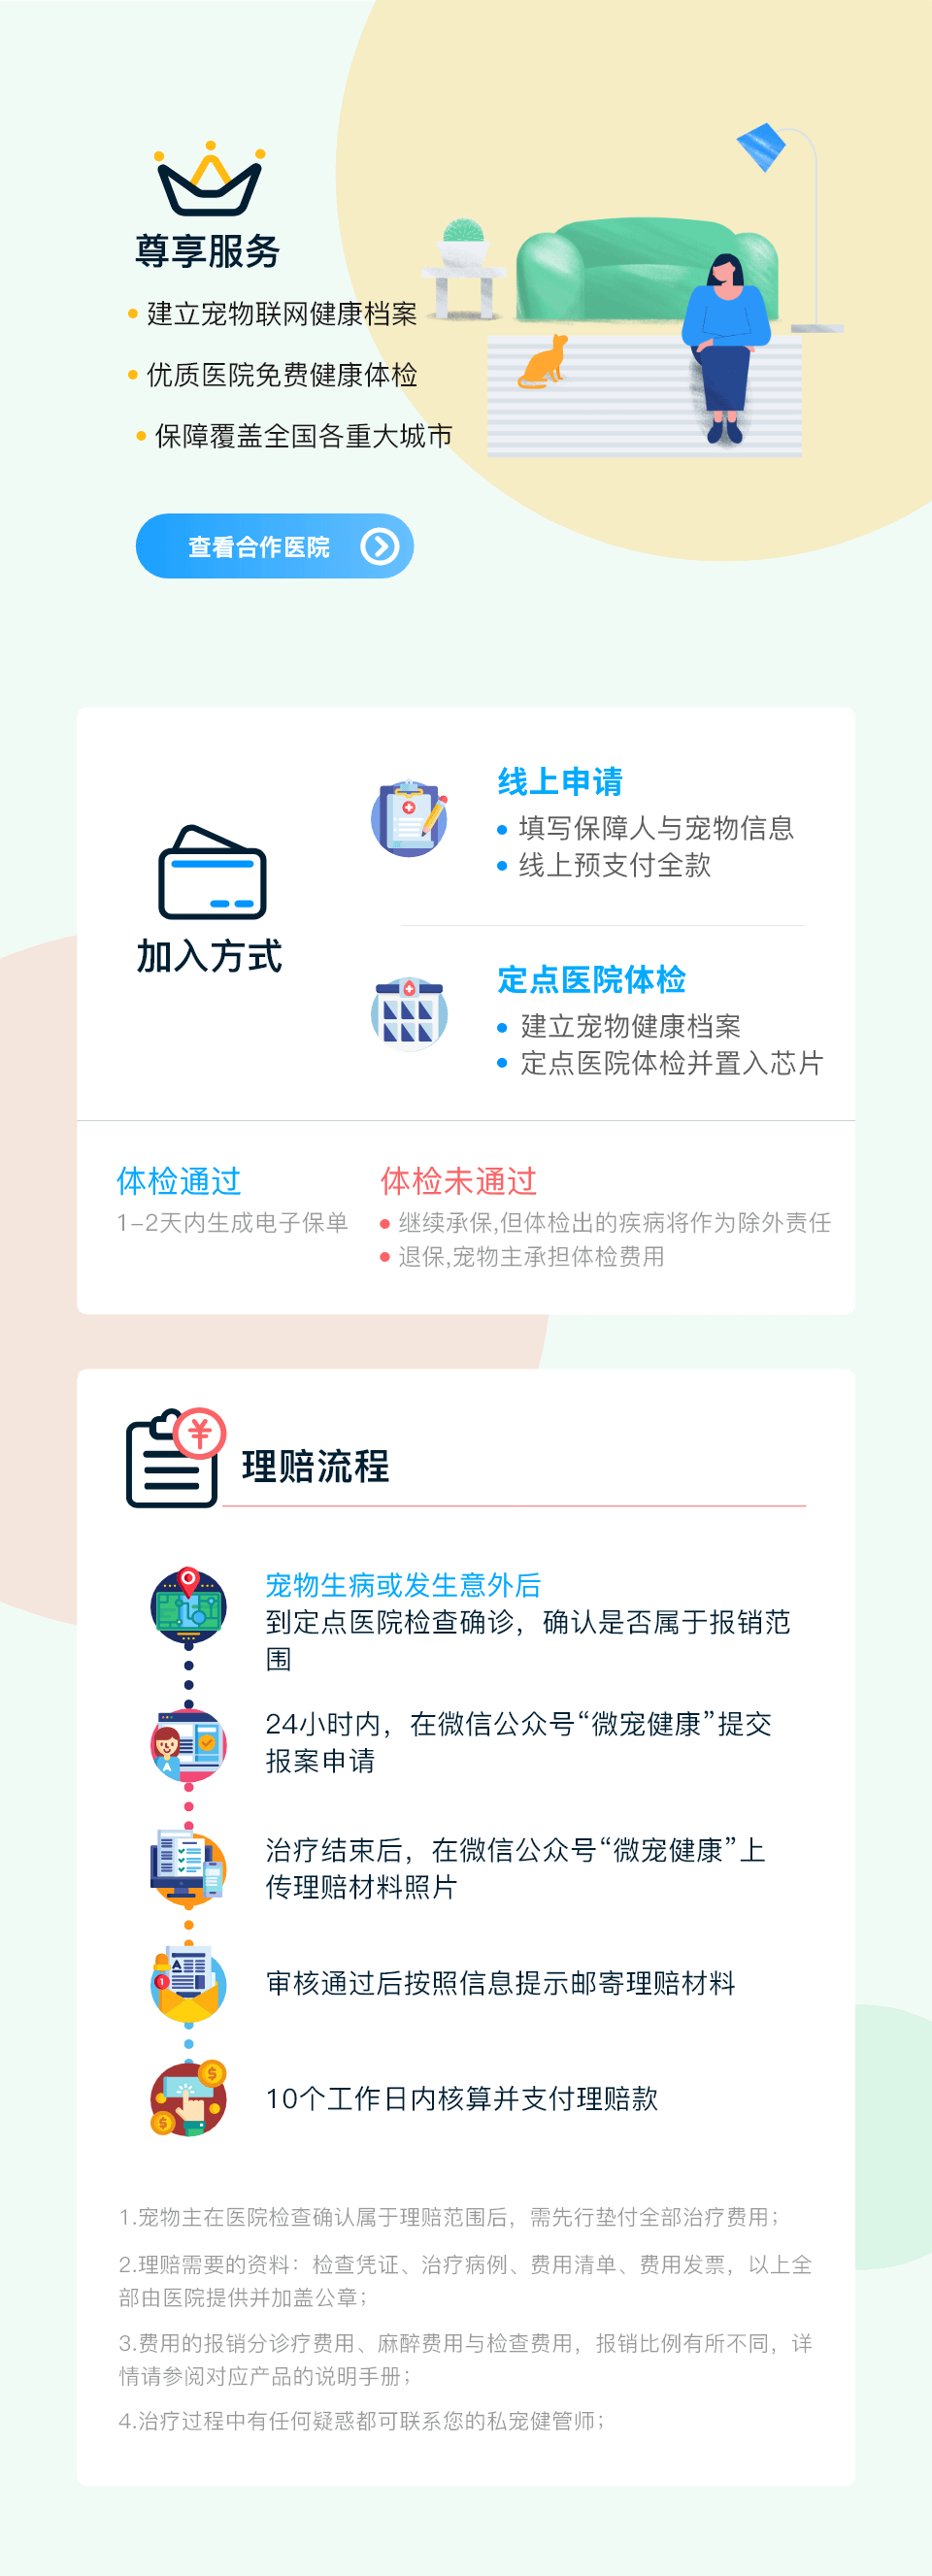 尊享服务
建立宠物联网健康档案
优质医院免费健康体检
保障覆盖全国各重大城市
查看合作医院
加入方式
线上申请
填写保障人与宠物信息
线上预支付全款
定点医院体检
建立宠物健康档案
定点医院体检并置入芯片
体检通过
1-2天内生成电子保单
体检未通过
继续承保,但体检出的疾病将作为除外责任
退保,宠物主承担体检费用
¥
理赔流程
宠物生病或发生意外后
到定点医院检查确诊，确认是否属于报销范
围
24小时内，在微信公众号“微宠健康”提交
报案申请
治疗结束后，在微信公众号“微宠健康”上
传理赔材料照片
审核通过后按照信息提示邮寄理赔材料
10个工作日内核算并支付理赔款
1.宠物主在医院检查确认属于理赔范围后，需先行垫付全部治疗费用；
2.理赔需要的资料：检查凭证、治疗病例、费用清单、费用发票，以上全
部由医院提供并加盖公章；
3.费用的报销分诊疗费用、麻醉费用与检查费用，报销比例有所不同，详
情请参阅对应产品的说明手册；
4.治疗过程中有任何疑惑都可联系您的私宠健管师；